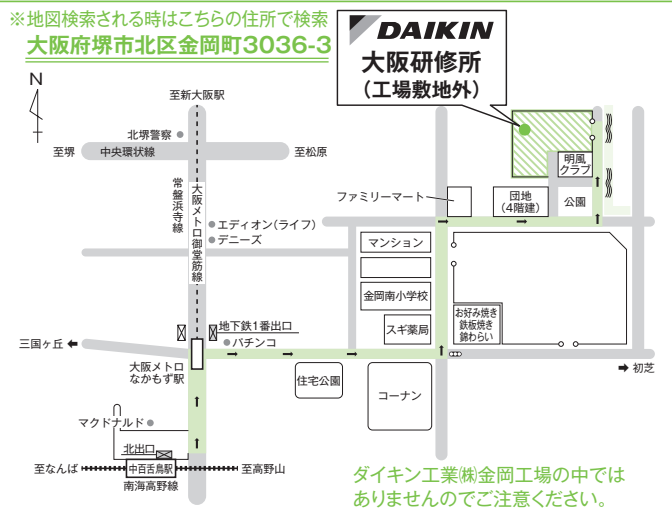 ※地図検索される時はこちらの住所で検索
大阪府堺市北区金岡町3036-3
DAIKIN
大阪研修所
（工場敷地外）
N
至新大阪駅
北堺警察
至堺
中央環状線
至松原
常盤浜寺線
大阪メトロ御堂筋線
エディオン（ライフ）
デニーズ
ファミリーマート
団地
（4階建）
公園
明風
クラブ
マンション
金岡南小学校
スギ薬局
お好み焼き
鉄板焼き
錦わらい
地下鉄1番出口
パチンコ
三国ヶ丘
大阪メトロ
なかもず駅
住宅公園
コーナン
初芝
マクドナルド
北出口
至なんば
中百舌鳥駅
至高野山
南海高野線
ダイキン工業㈱金岡工場の中では
ありませんのでご注意ください。